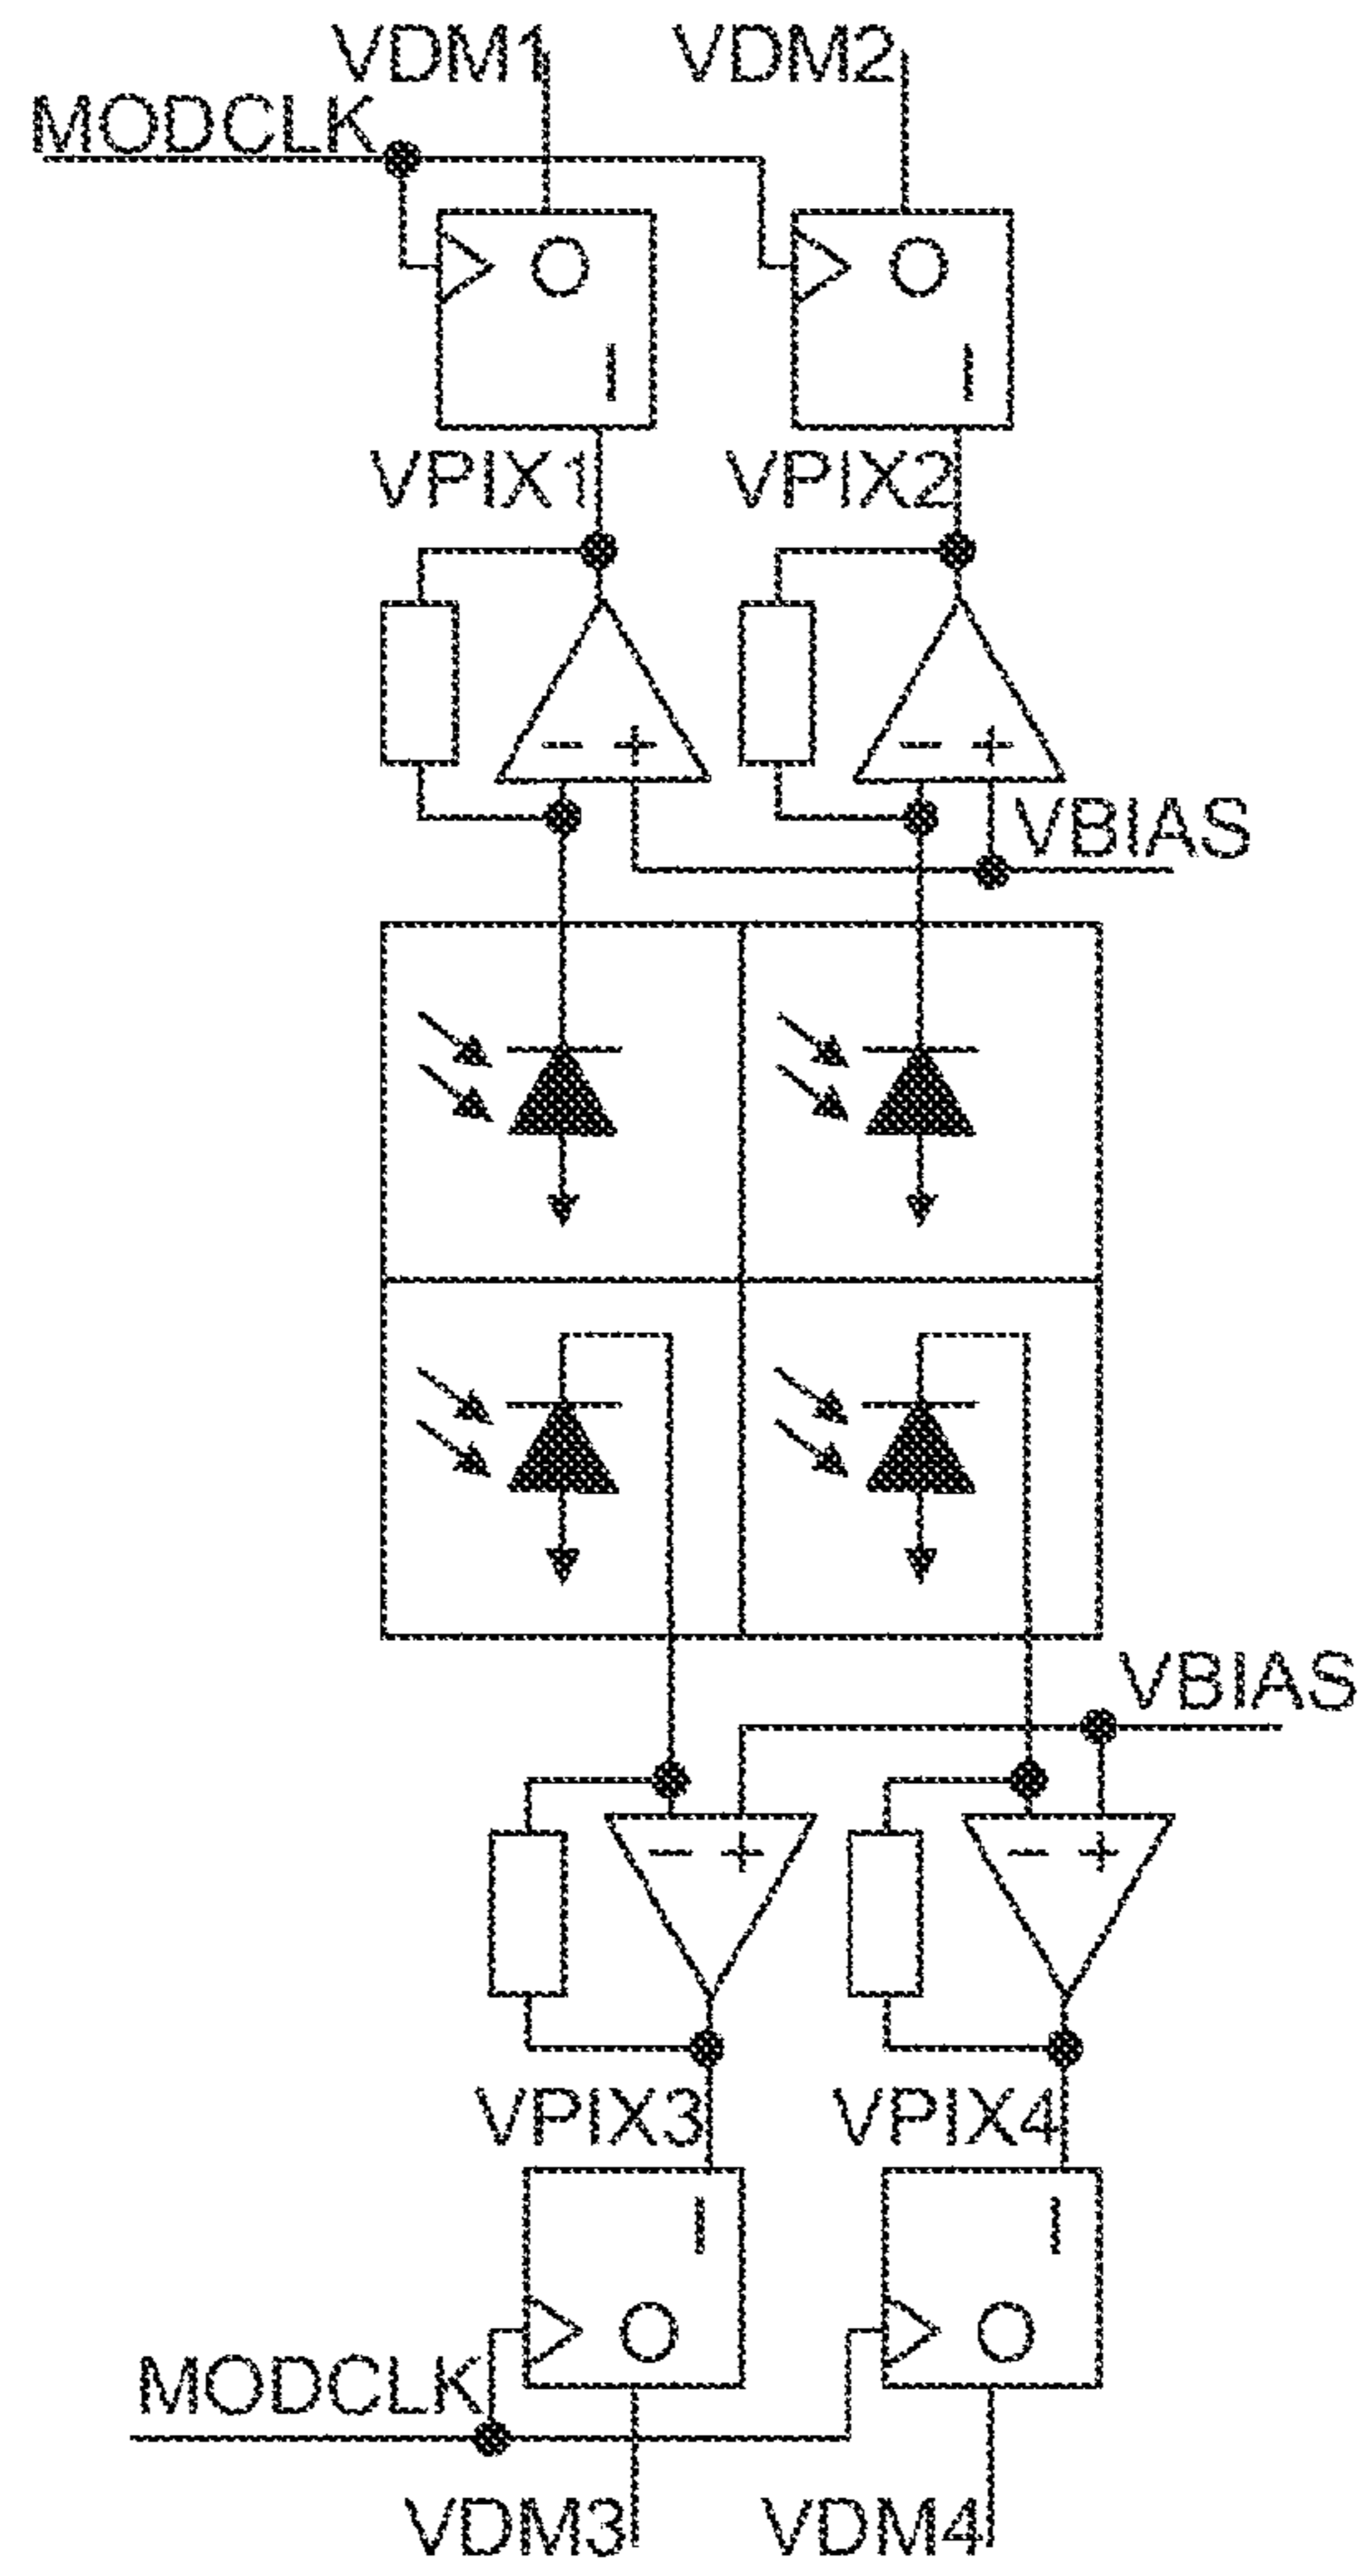 VDM1 VDM2
MODCLK
O O
I I
VPIX1 VPIX2
− + − +
VBIAS
VBIAS
− + − +
VPIX3 VPIX4
I I
O O
MODCLK
VDM3 VDM4